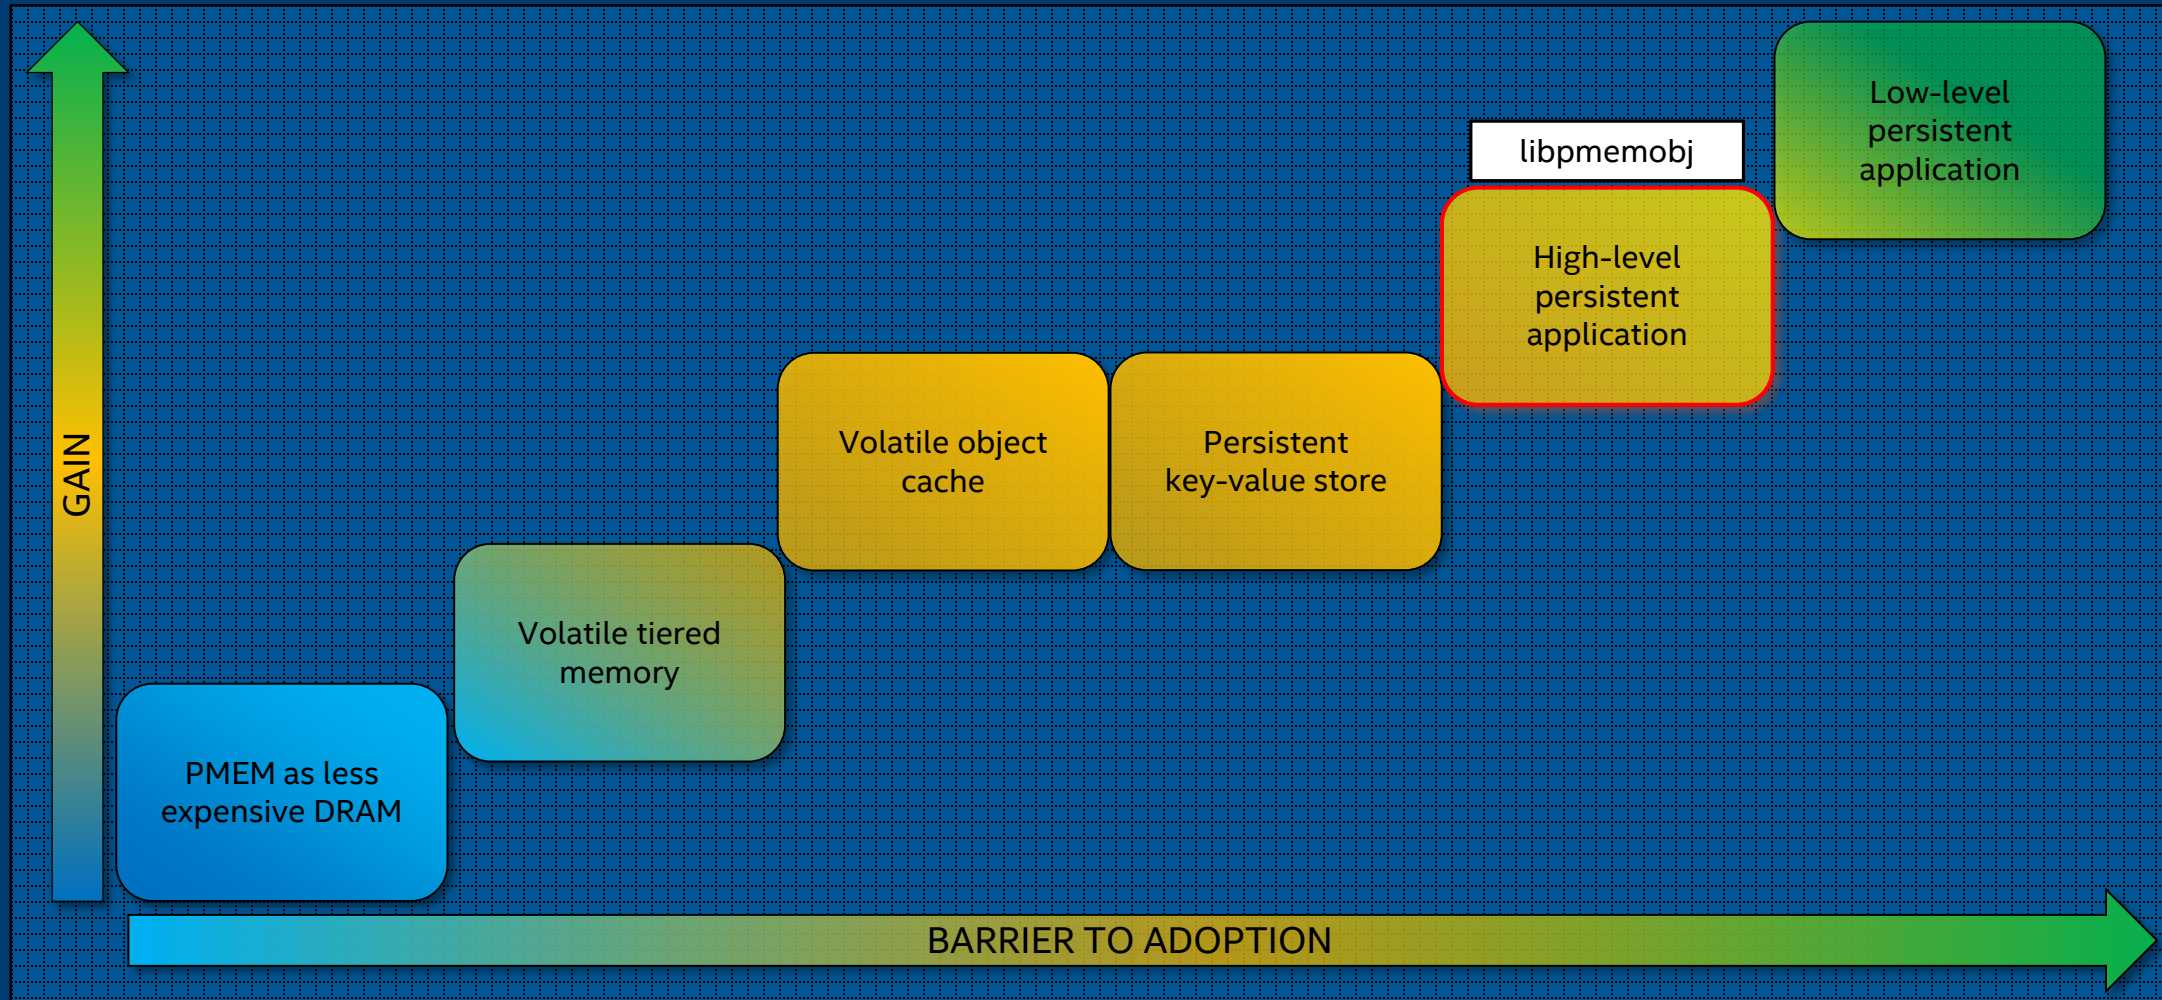 Low-level
persistent
application
libpmemobj
High-level
persistent
application
Volatile object
cache
Persistent
key-value store
GAIN
Volatile tiered
memory
PMEM as less
expensive DRAM
BARRIER TO ADOPTION